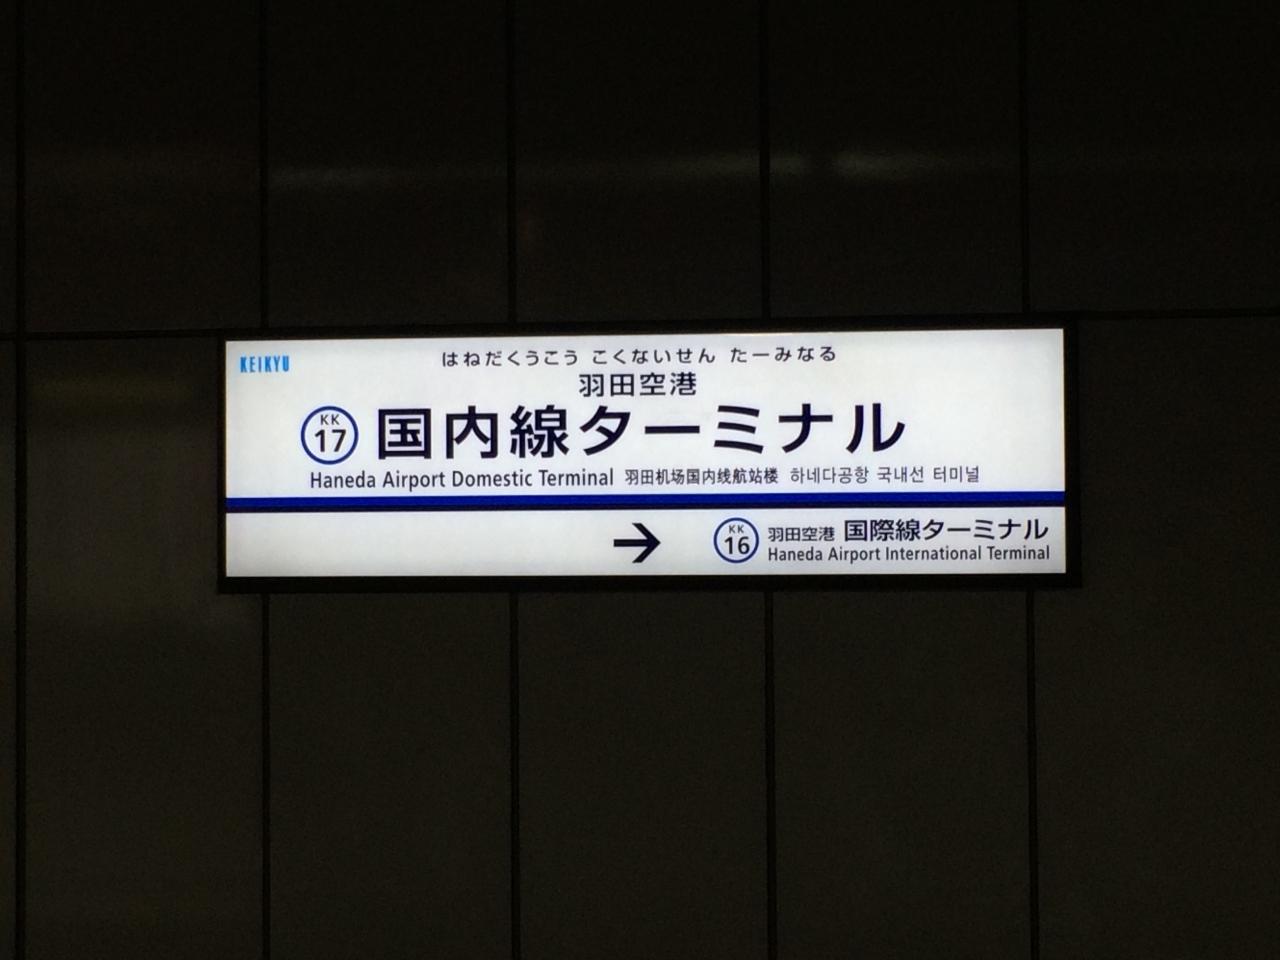 KEIKYU
はねだくうこう こくないせん たーみなる
羽田空港
KK 17 国内線ターミナル
Haneda Airport Domestic Terminal 羽田机场国内线航站楼 하네다공항 국내선 터미널
→ KK 16 羽田空港 国際線ターミナル
Haneda Airport International Terminal